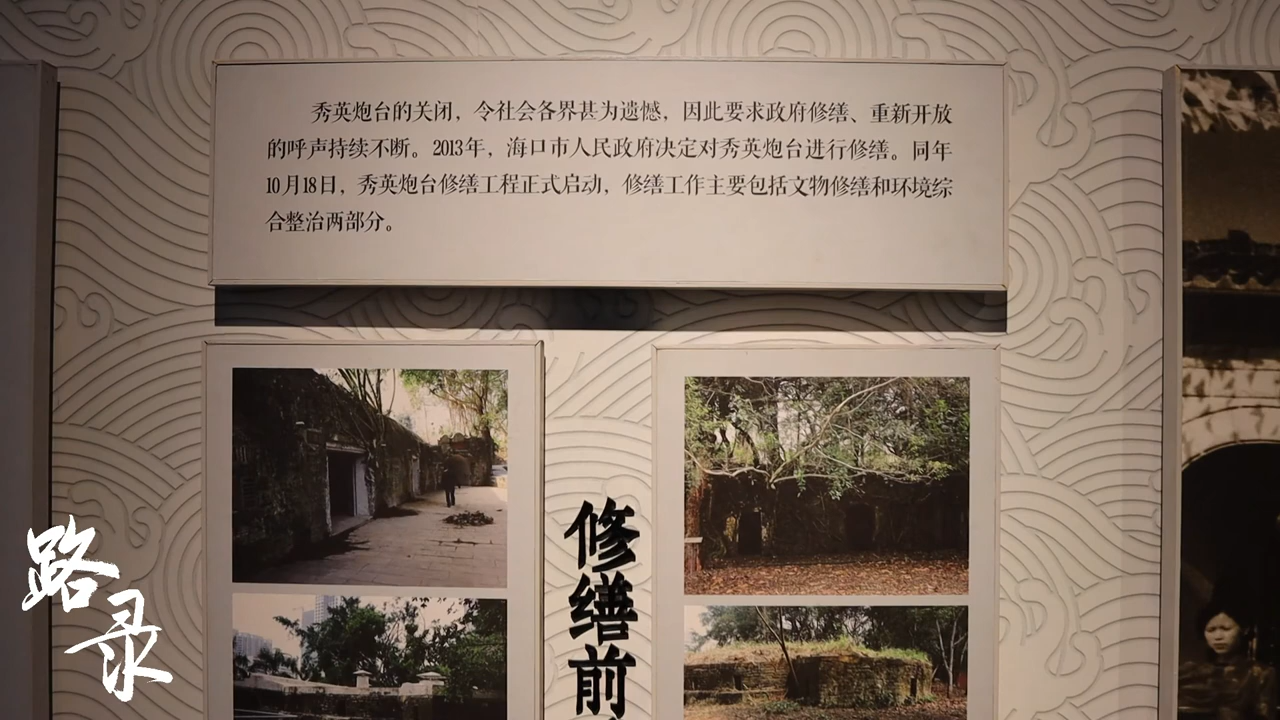 秀英炮台的关闭，令社会各界甚为遗憾，因此要求政府修缮、重新开放
的呼声持续不断。2013年，海口市人民政府决定对秀英炮台进行修缮。同年
10月18日，秀英炮台修缮工程正式启动，修缮工作主要包括文物修缮和环境综
合整治两部分。
修缮前
路录